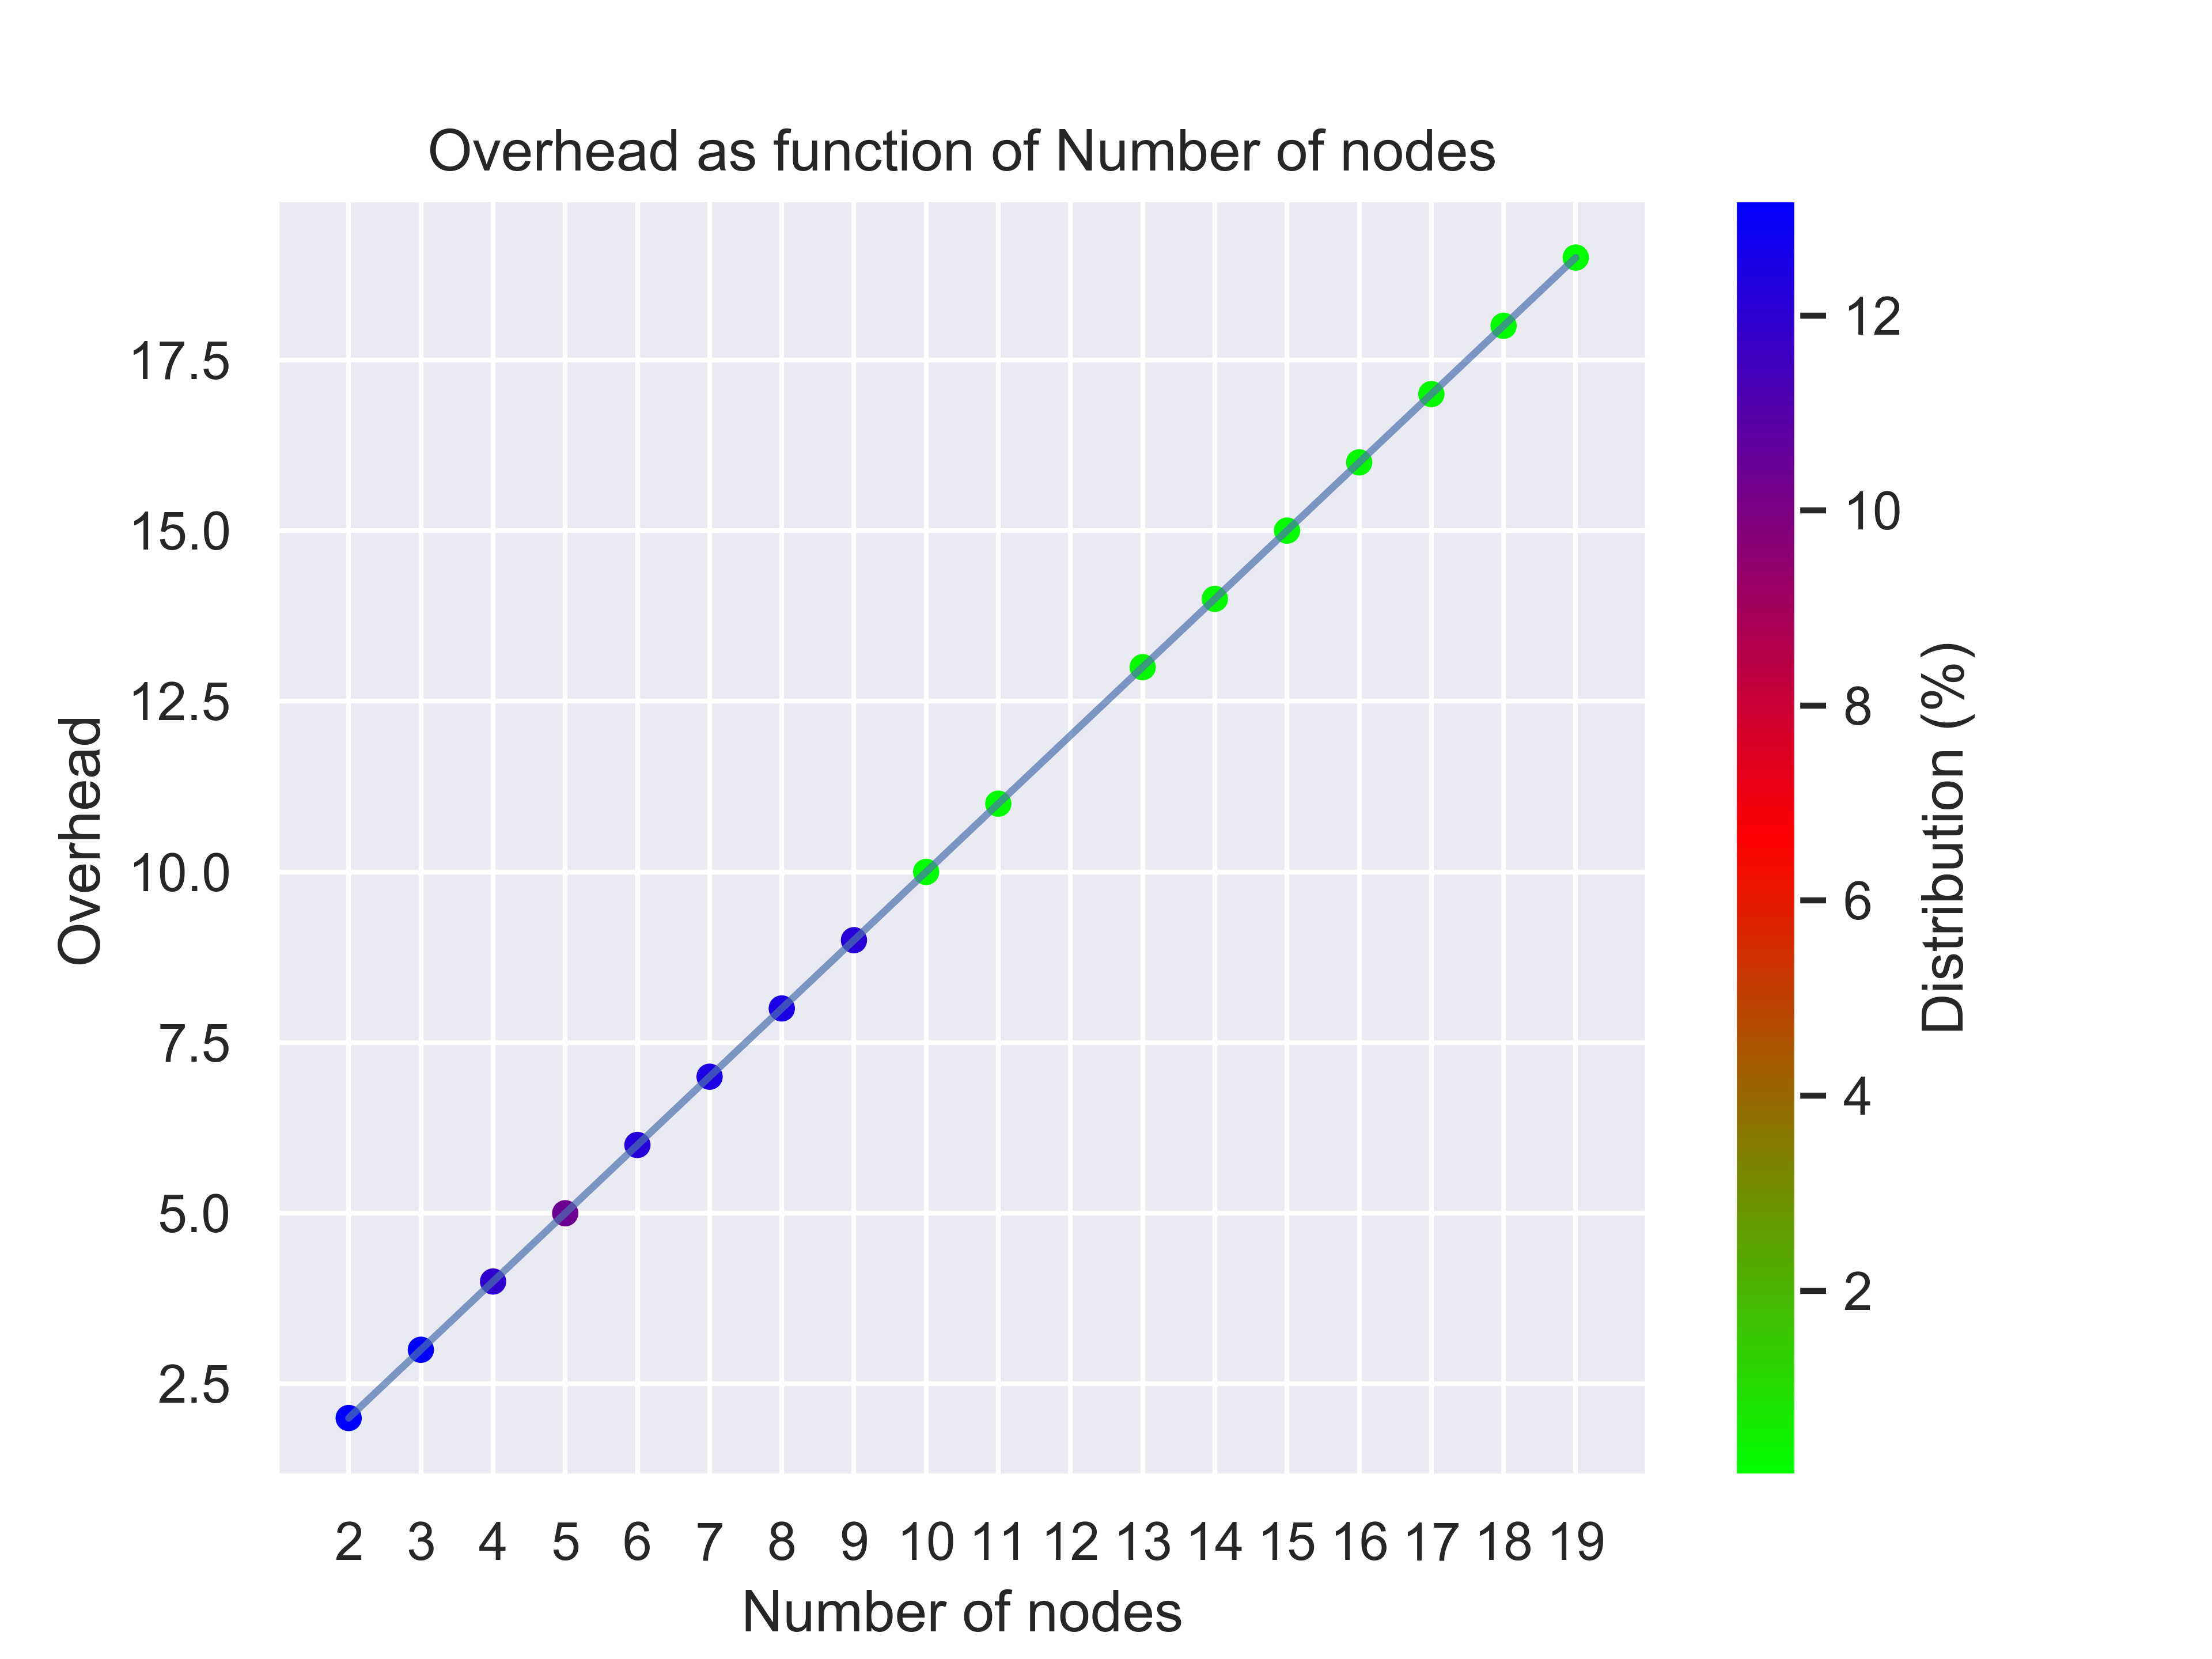 Overhead as function of Number of nodes
17.5
15.0
12.5
10.0
7.5
5.0
2.5
Overhead
2 3 4 5 6 7 8 9 10 11 12 13 14 15 16 17 18 19
Number of nodes
12
10
8
6
4
2
Distribution (%)